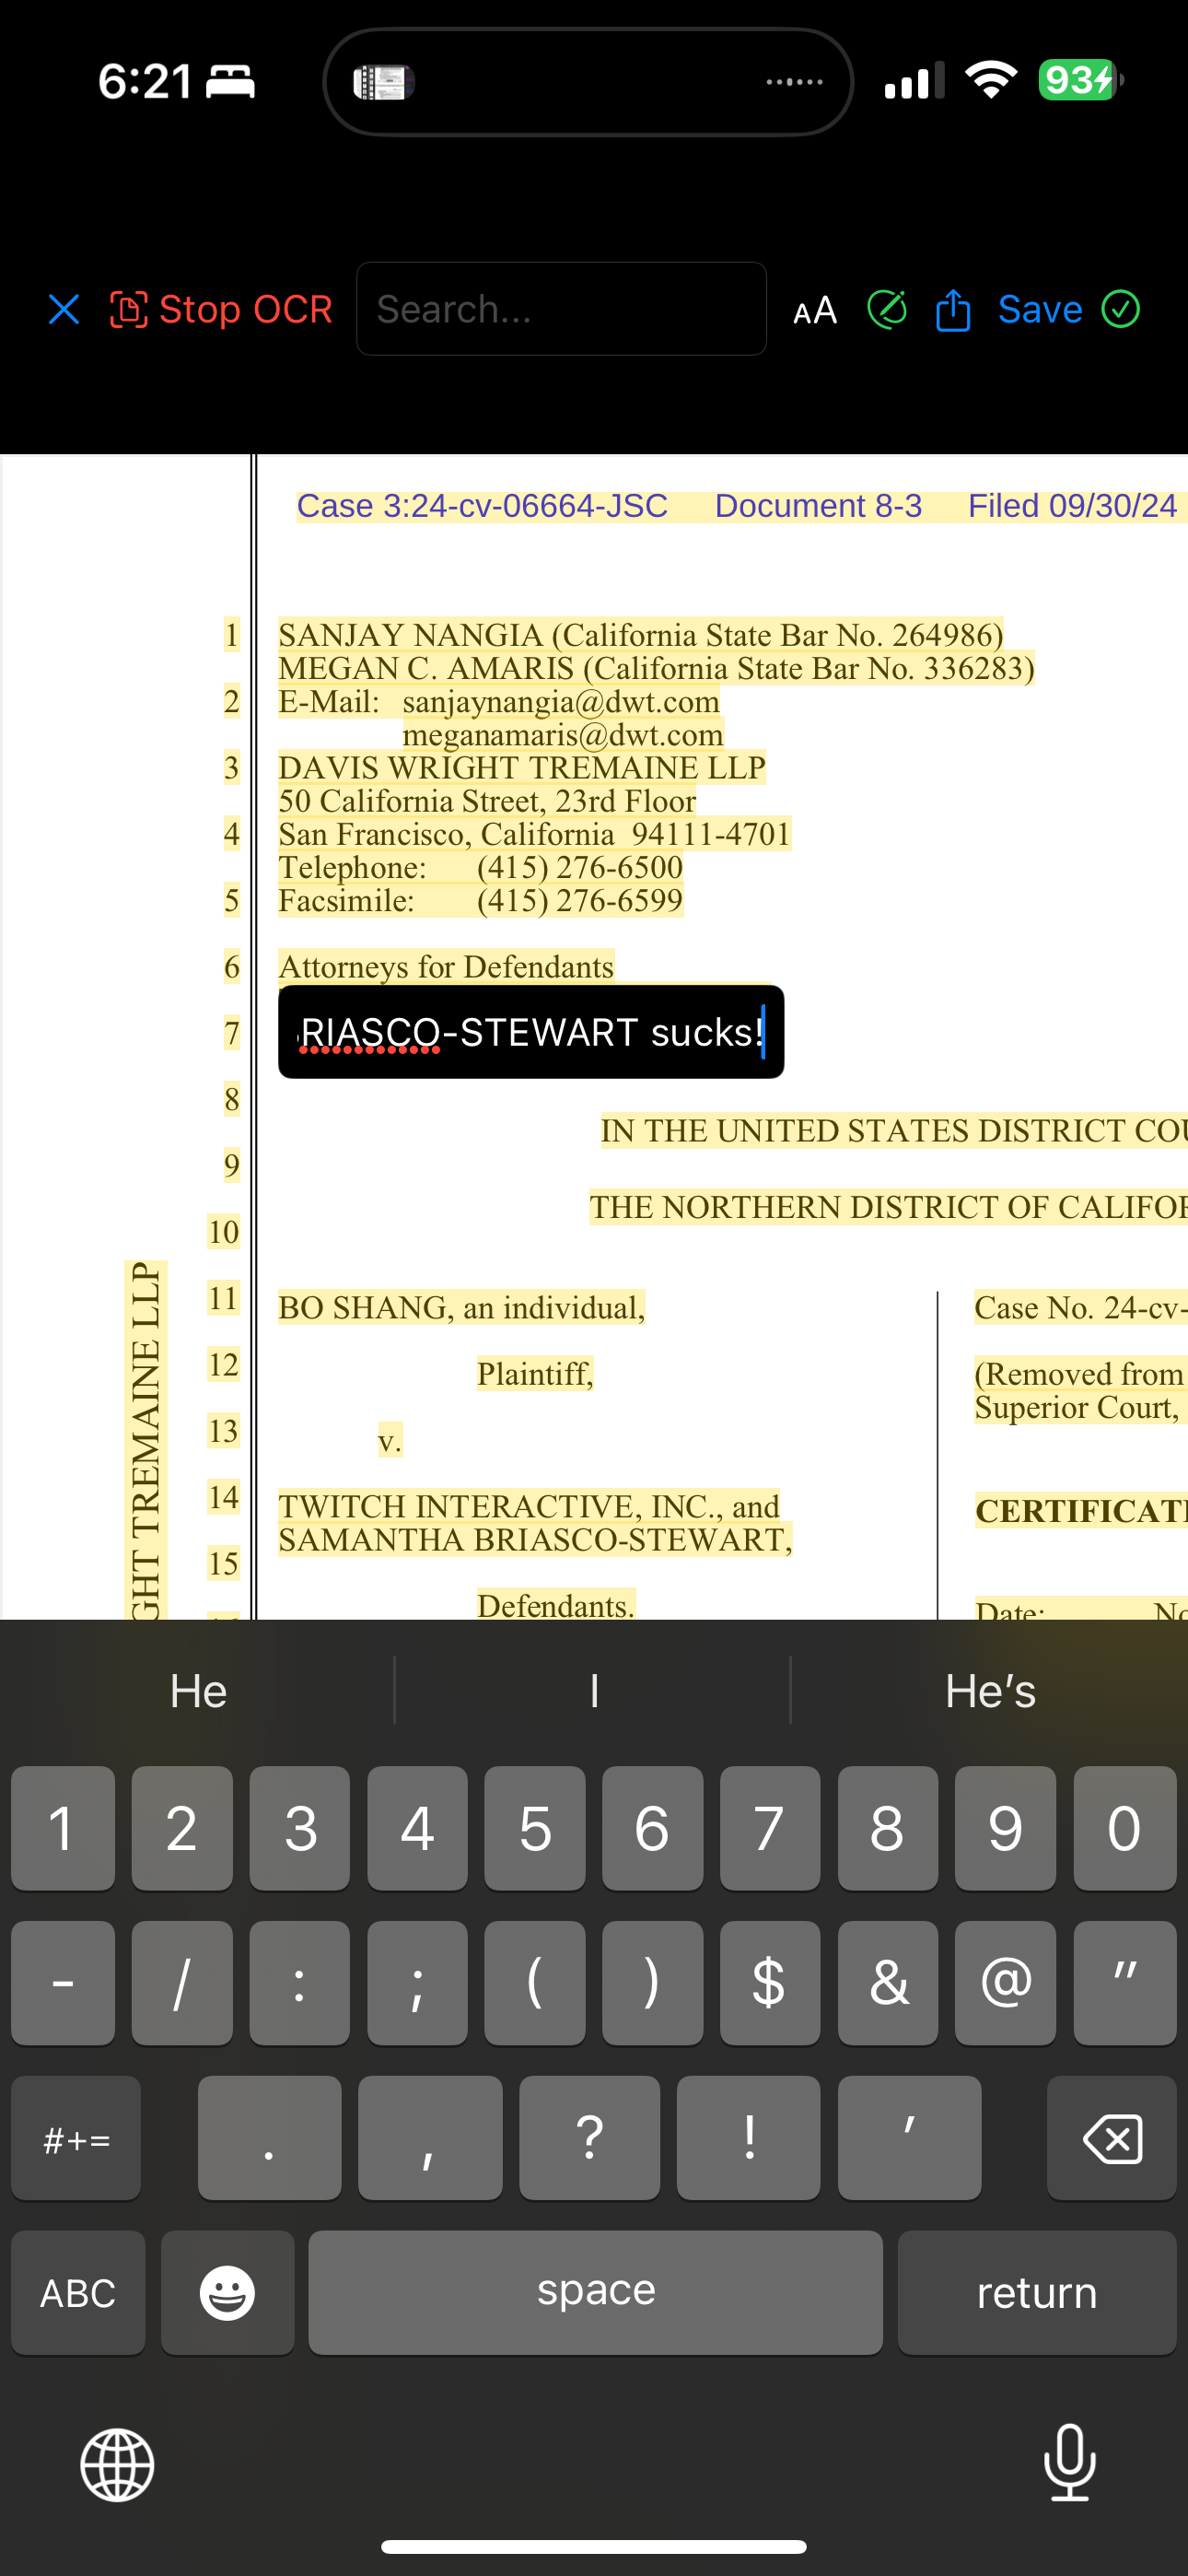 6:21
93
Stop OCR
Search...
AA
Save
Case 3:24-cv-06664-JSC Document 8-3 Filed 09/30/24
1 SANJAY NANGIA (California State Bar No. 264986)
MEGAN C. AMARIS (California State Bar No. 336283)
2 E-Mail: sanjaynangia@dwt.com
meganamaris@dwt.com
3 DAVIS WRIGHT TREMAINE LLP
50 California Street, 23rd Floor
4 San Francisco, California 94111-4701
Telephone: (415) 276-6500
5 Facsimile: (415) 276-6599
6 Attorneys for Defendants
7 RIASCO-STEWART sucks!
8
IN THE UNITED STATES DISTRICT COU
9
THE NORTHERN DISTRICT OF CALIFOR
10
11 BO SHANG, an individual, Case No. 24-cv-
12 Plaintiff, (Removed from
Superior Court,
13 v.
14 TWITCH INTERACTIVE, INC., and CERTIFICAT
SAMANTHA BRIASCO-STEWART,
15
Defendants. Date: No
GHT TREMAINE LLP
He I He's
1 2 3 4 5 6 7 8 9 0
- / : ; ( ) $ & @ "
#+= . , ? ! '
ABC space return